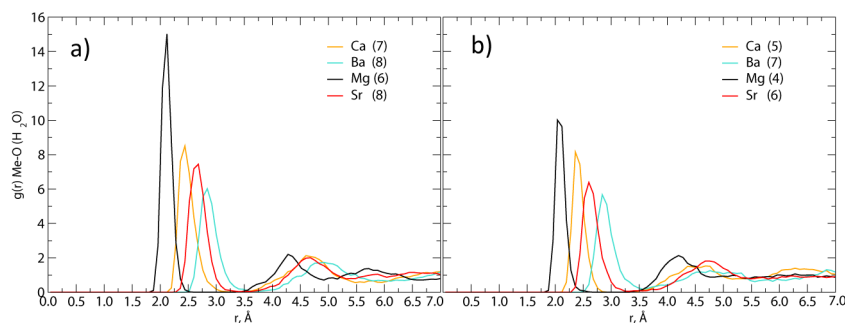 a)
Ca (7)
Ba (8)
Mg (6)
Sr (8)
g(r) Me-O (H2O)
16
14
12
10
8
6
4
2
0
0.0 0.5 1.0 1.5 2.0 2.5 3.0 3.5 4.0 4.5 5.0 5.5 6.0 6.5 7.0
r, Å
b)
Ca (5)
Ba (7)
Mg (4)
Sr (6)
0.5 1.0 1.5 2.0 2.5 3.0 3.5 4.0 4.5 5.0 5.5 6.0 6.5 7.0
r, Å